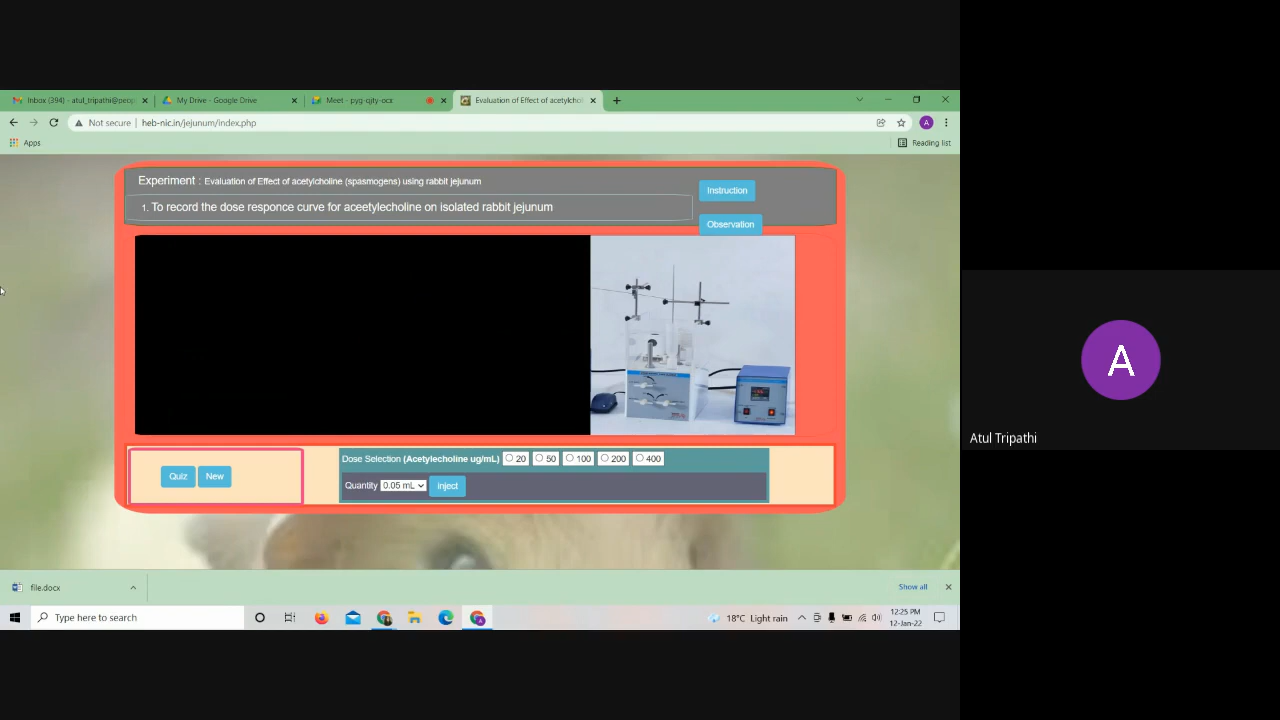 Inbox (394) - atul_tripathi@peop
My Drive - Google Drive
Meet - pyg-qjty-ocx
Evaluation of Effect of acetylchol
Not secure | heb-nic.in/jejunum/index.php
A
Apps
Reading list
Experiment : Evaluation of Effect of acetylcholine (spasmogens) using rabbit jejunum
Instruction
1. To record the dose responce curve for aceetylecholine on isolated rabbit jejunum
Observation
A
Atul Tripathi
Dose Selection (Acetylecholine ug/mL) 20 50 100 200 400
Quiz New
Quantity 0.05 mL inject
file.docx
Show all
Type here to search
18°C Light rain
12:25 PM
12-Jan-22